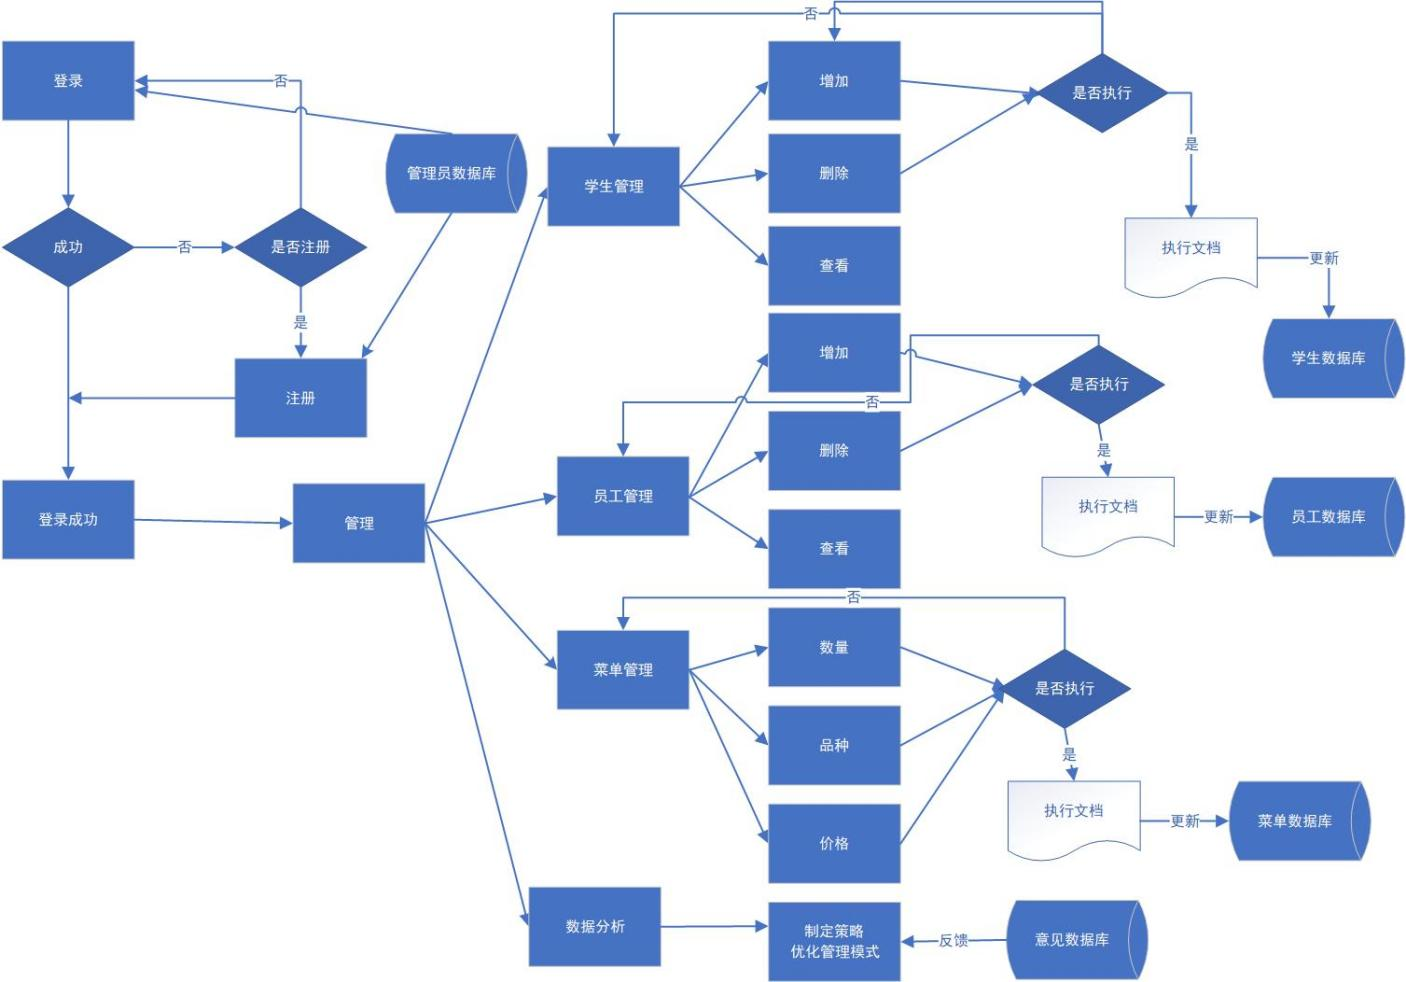 否
登录
否
增加
是否执行
管理员数据库
学生管理
删除
是
成功
否
是否注册
查看
执行文档
更新
是
增加
是否执行
学生数据库
注册
否
删除
是
登录成功
管理
员工管理
执行文档
更新
员工数据库
查看
否
菜单管理
数量
是否执行
品种
是
执行文档
更新
菜单数据库
价格
数据分析
制定策略
优化管理模式
反馈
意见数据库